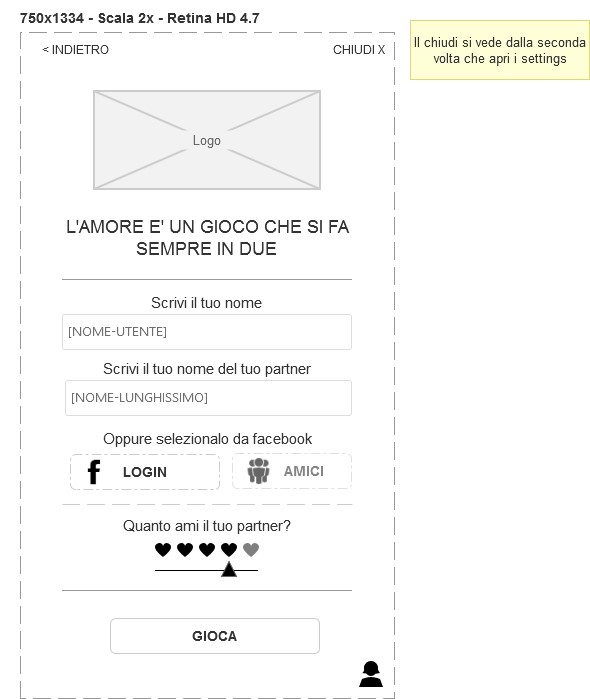 750x1334 - Scala 2x - Retina HD 4.7
< INDIETRO
CHIUDI X
Il chiudi si vede dalla seconda
volta che apri i settings
Logo
L'AMORE E' UN GIOCO CHE SI FA
SEMPRE IN DUE
Scrivi il tuo nome
[NOME-UTENTE]
Scrivi il tuo nome del tuo partner
[NOME-LUNGHISSIMO]
Oppure selezionalo da facebook
f LOGIN
AMICI
Quanto ami il tuo partner?
GIOCA